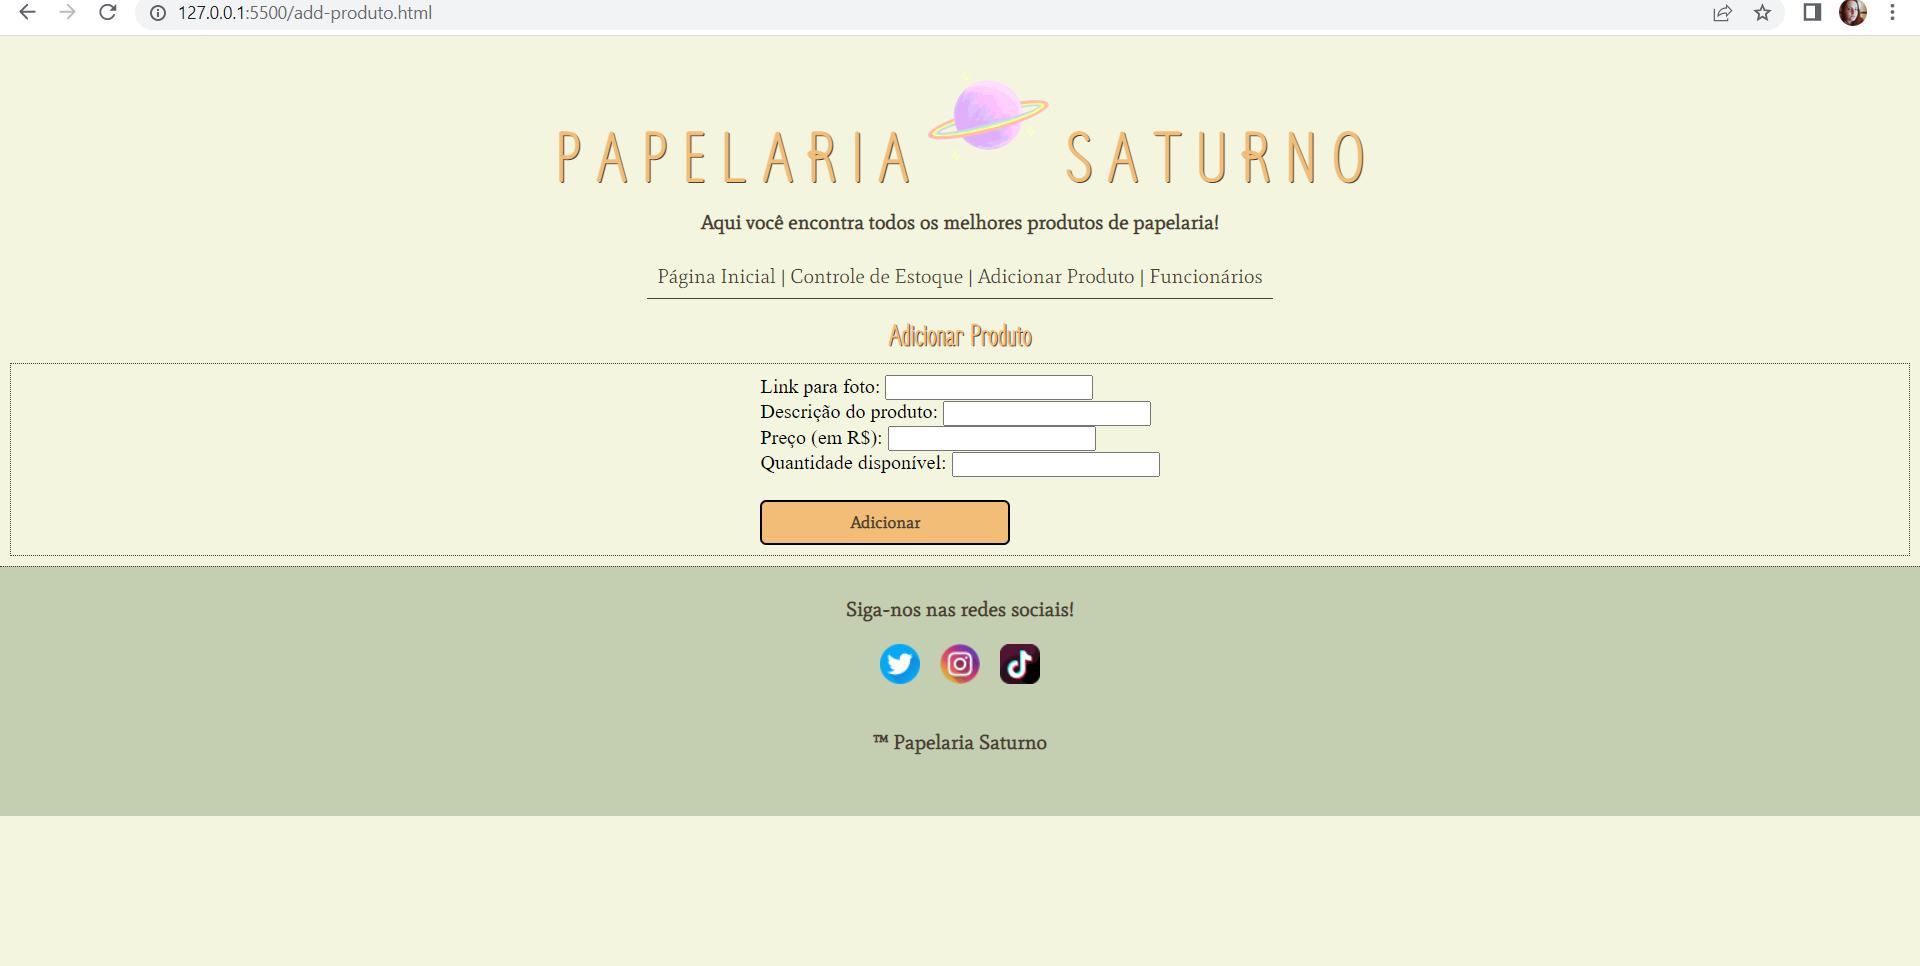 127.0.0.1:5500/add-produto.html
PAPELARIA SATURNO
Aqui você encontra todos os melhores produtos de papelaria!
Página Inicial | Controle de Estoque | Adicionar Produto | Funcionários
Adicionar Produto
Link para foto:
Descrição do produto:
Preço (em R$):
Quantidade disponível:
Adicionar
Siga-nos nas redes sociais!
™ Papelaria Saturno